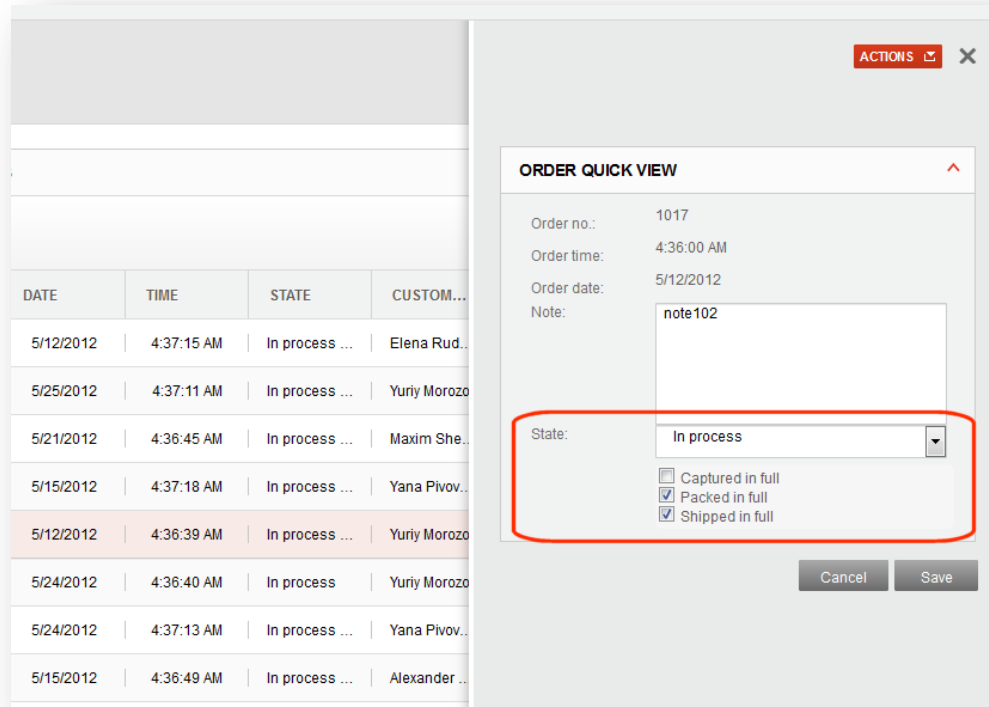 ACTIONS
ORDER QUICK VIEW
Order no.: 1017
Order time: 4:36:00 AM
Order date: 5/12/2012
Note: note102
State: In process
Captured in full
Packed in full
Shipped in full
Cancel Save
DATE TIME STATE CUSTOM...
5/12/2012 4:37:15 AM In process ... Elena Rud...
5/25/2012 4:37:11 AM In process ... Yuriy Morozo
5/21/2012 4:36:45 AM In process ... Maxim She...
5/15/2012 4:37:18 AM In process ... Yana Pivov...
5/12/2012 4:36:39 AM In process ... Yuriy Morozo
5/24/2012 4:36:40 AM In process Yuriy Morozo
5/24/2012 4:37:13 AM In process ... Yana Pivov...
5/15/2012 4:36:49 AM In process ... Alexander ...